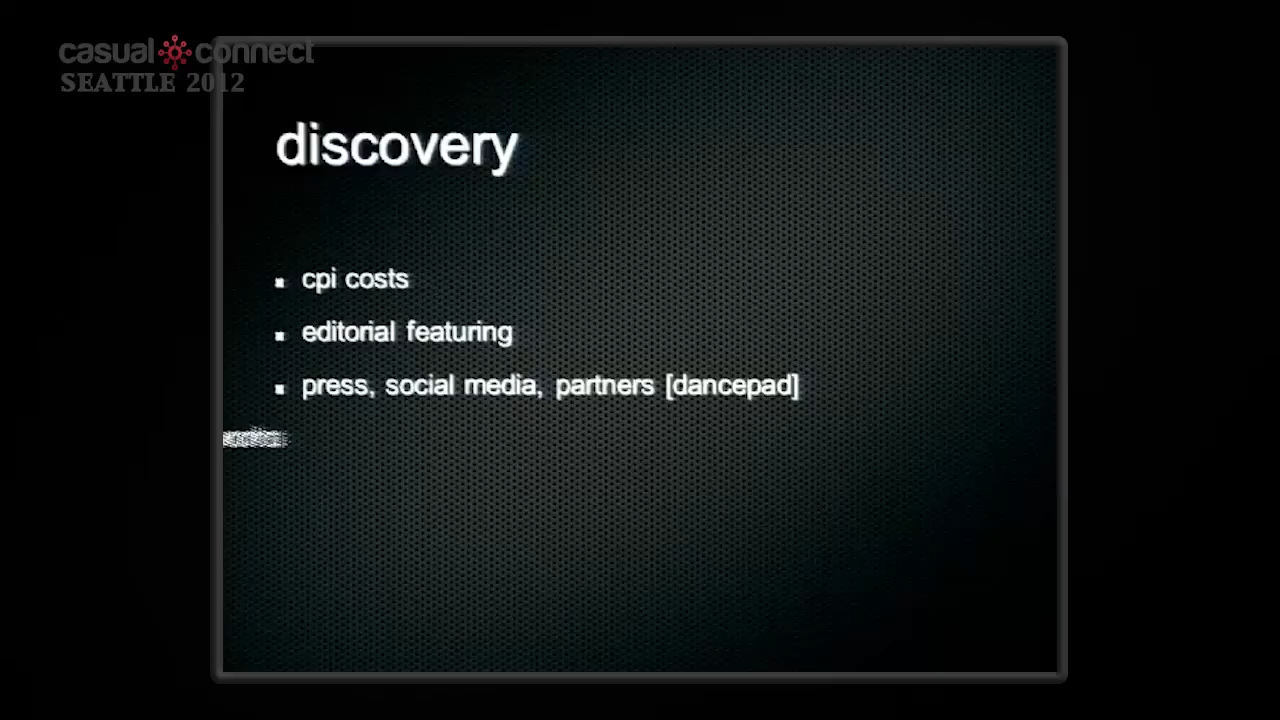 casual connect
SEATTLE 2012
discovery
cpi costs
editorial featuring
press, social media, partners [dancepad]